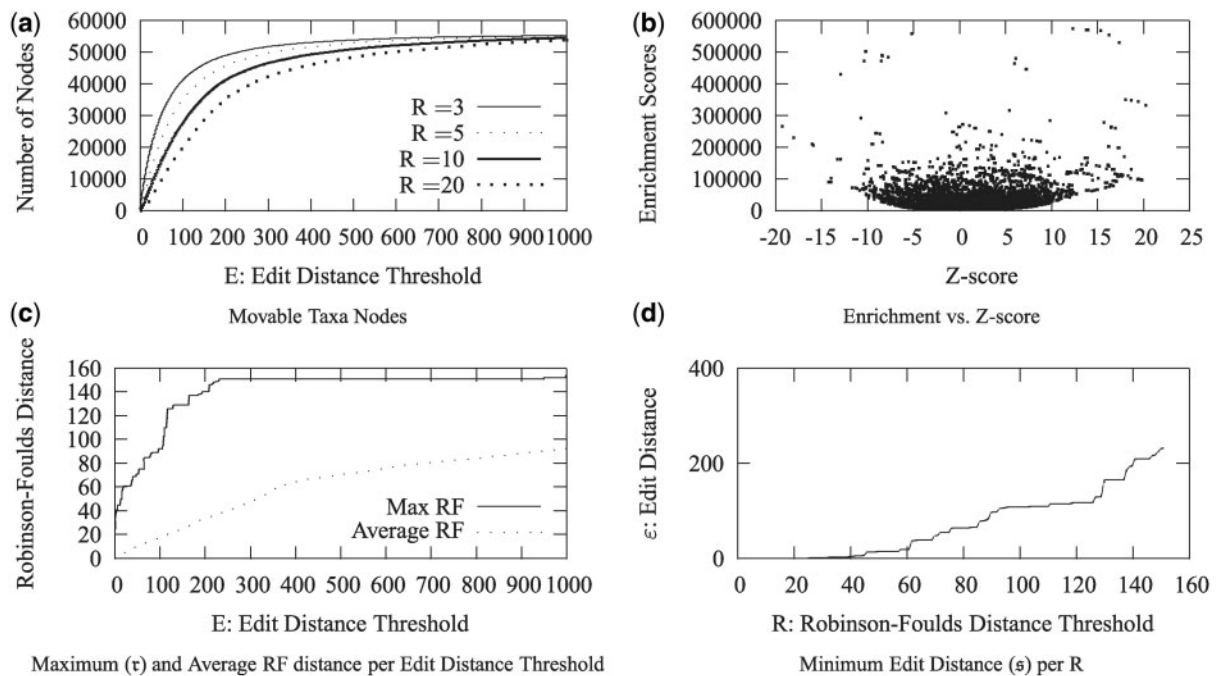 (a)
60000
50000
40000
30000
20000
10000
0
Number of Nodes
R =3
R =5
R =10
R =20
0 100 200 300 400 500 600 700 800 900 1000
E: Edit Distance Threshold
Movable Taxa Nodes
(b)
600000
500000
400000
300000
200000
100000
0
Enrichment Scores
-20 -15 -10 -5 0 5 10 15 20 25
Z-score
Enrichment vs. Z-score
(c)
160
140
120
100
80
60
40
20
0
Robinson-Foulds Distance
Max RF
Average RF
0 100 200 300 400 500 600 700 800 900 1000
E: Edit Distance Threshold
Maximum (𝔯) and Average RF distance per Edit Distance Threshold
(d)
400
200
0
ε: Edit Distance
0 20 40 60 80 100 120 140 160
R: Robinson-Foulds Distance Threshold
Minimum Edit Distance (𝔰) per R